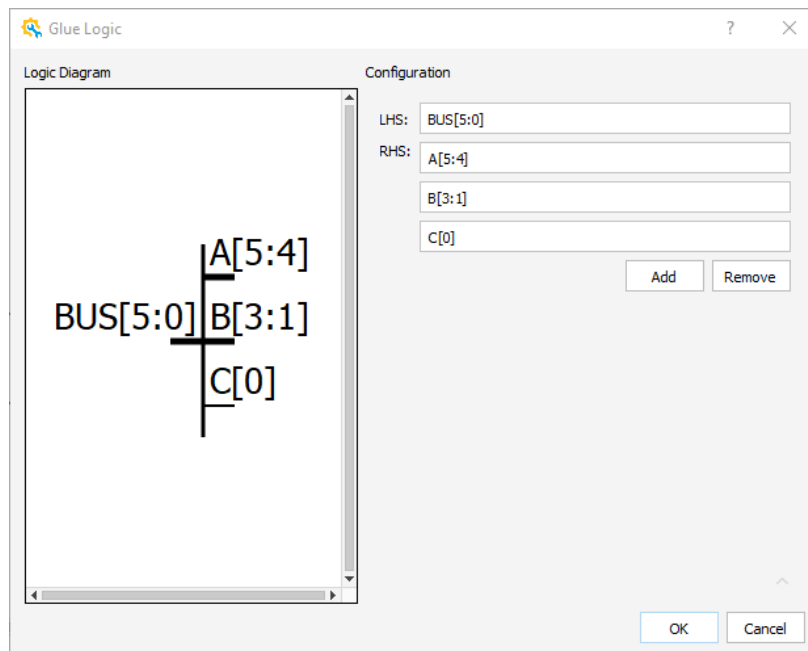 Glue Logic
?
Logic Diagram
Configuration
LHS: BUS[5:0]
RHS: A[5:4]
B[3:1]
C[0]
Add Remove
A[5:4]
BUS[5:0] B[3:1]
C[0]
OK Cancel